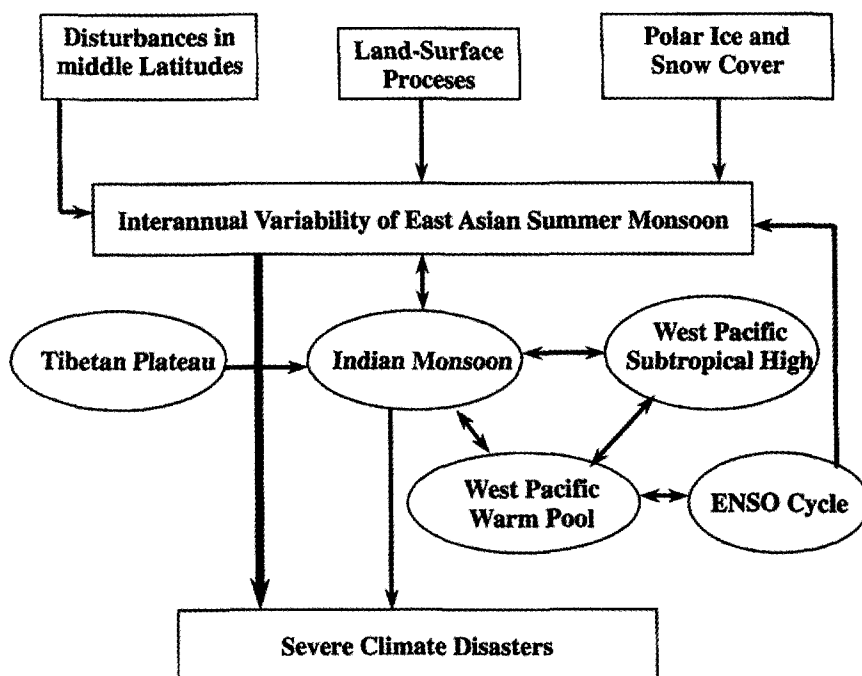 Disturbances in
middle Latitudes
Land-Surface
Proceses
Polar Ice and
Snow Cover
Interannual Variability of East Asian Summer Monsoon
Tibetan Plateau
Indian Monsoon
West Pacific
Subtropical High
West Pacific
Warm Pool
ENSO Cycle
Severe Climate Disasters